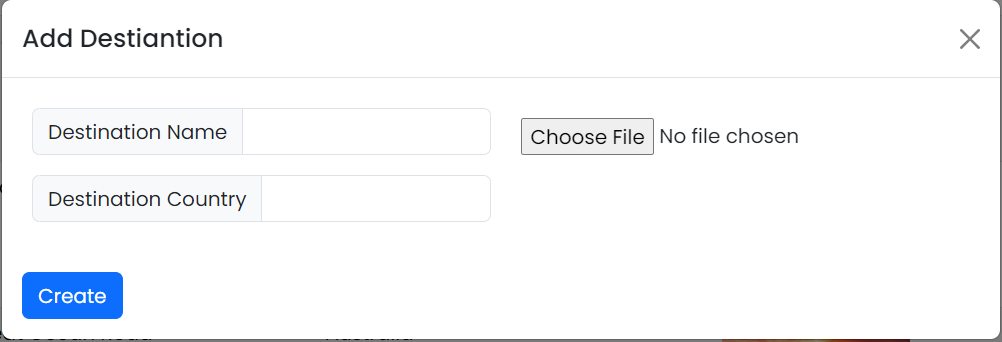 Add Destiantion
Destination Name
Choose File No file chosen
Destination Country
Create